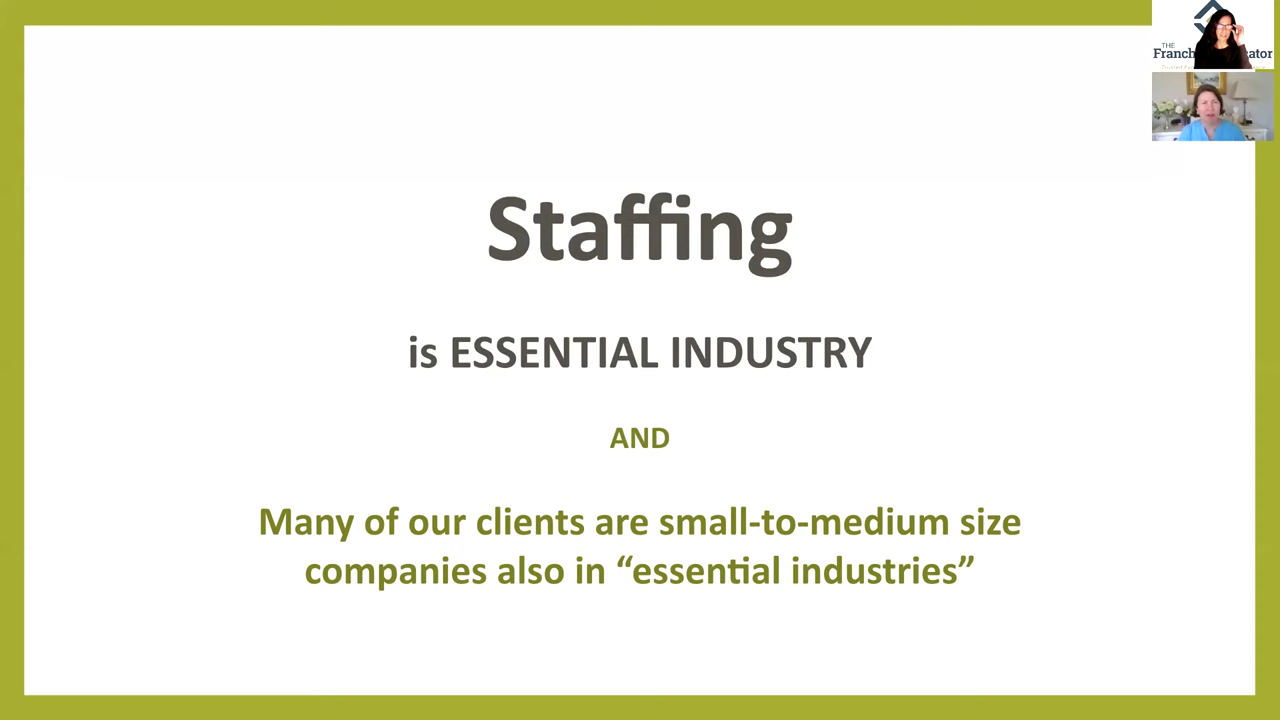 THE
Staffing
is ESSENTIAL INDUSTRY
AND
Many of our clients are small-to-medium size
companies also in “essential industries”